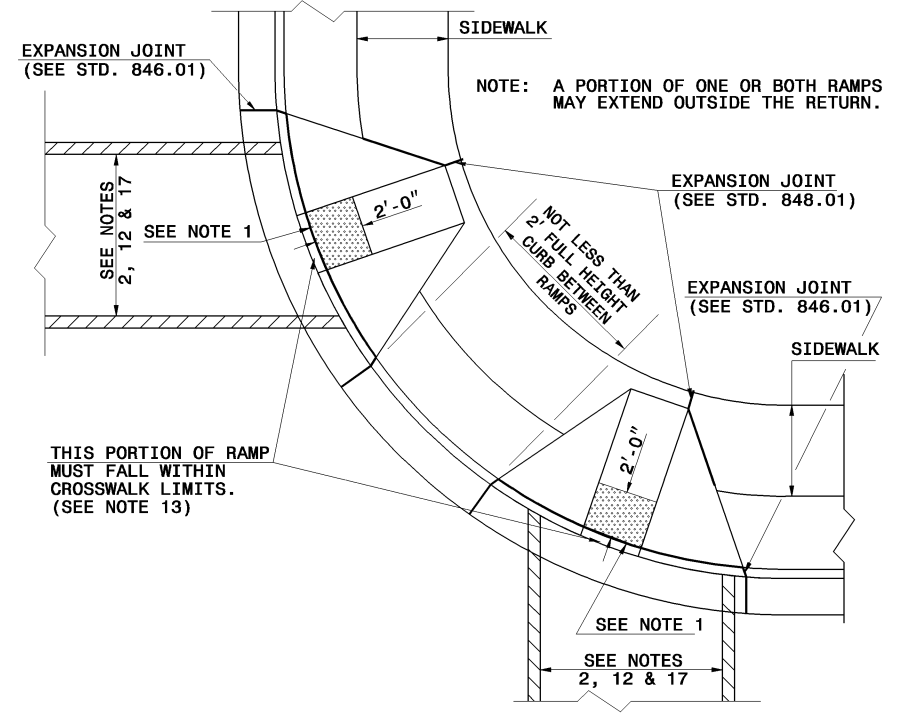 SIDEWALK
EXPANSION JOINT
(SEE STD. 846.01)
NOTE: A PORTION OF ONE OR BOTH RAMPS
MAY EXTEND OUTSIDE THE RETURN.
EXPANSION JOINT
(SEE STD. 848.01)
SEE NOTES
2, 12 & 17
2'-0"
SEE NOTE 1
NOT LESS THAN
2' FULL HEIGHT
CURB BETWEEN
RAMPS
EXPANSION JOINT
(SEE STD. 846.01)
SIDEWALK
THIS PORTION OF RAMP
MUST FALL WITHIN
CROSSWALK LIMITS.
(SEE NOTE 13)
2'-0"
SEE NOTE 1
SEE NOTES
2, 12 & 17